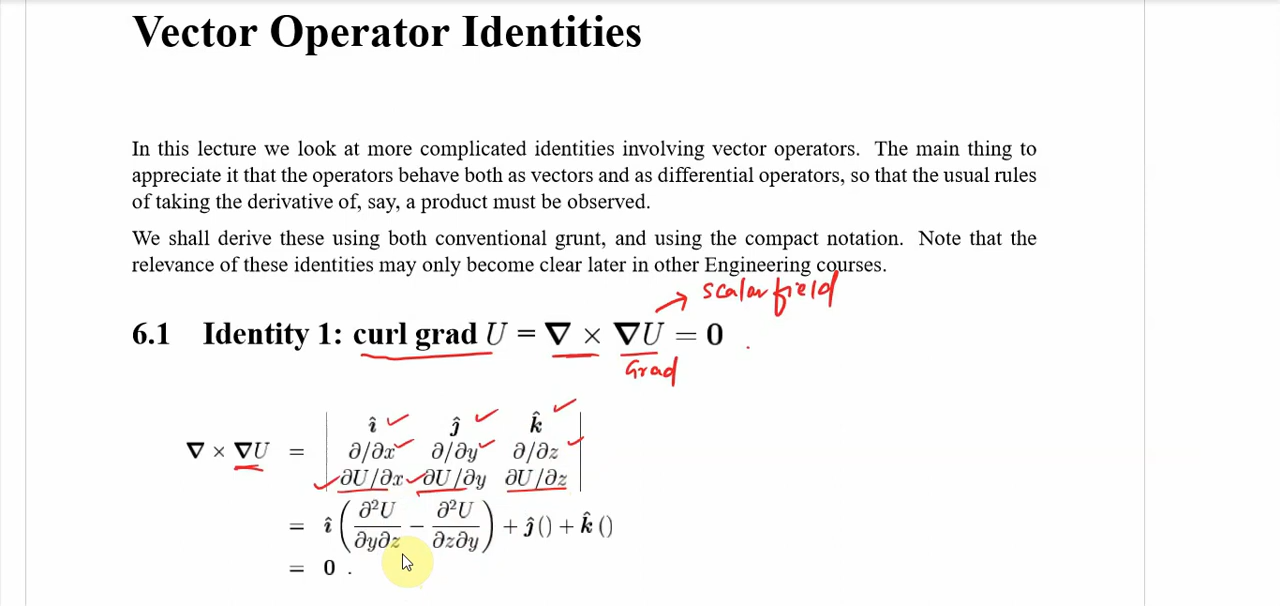 Vector Operator Identities
In this lecture we look at more complicated identities involving vector operators. The main thing to
appreciate it that the operators behave both as vectors and as differential operators, so that the usual rules
of taking the derivative of, say, a product must be observed.
We shall derive these using both conventional grunt, and using the compact notation. Note that the
relevance of these identities may only become clear later in other Engineering courses.
→ scalar field
6.1 Identity 1: curl grad U = ∇ × ∇U = 0 .
Grad
î ✓ ĵ ✓ k̂ ✓
∇ × ∇U = | ∂/∂x ✓ ∂/∂y ✓ ∂/∂z ✓ |
✓ ∂U/∂x ✓ ∂U/∂y ∂U/∂z
= î (∂²U/∂y∂z − ∂²U/∂z∂y) + ĵ () + k̂ ()
= 0 .